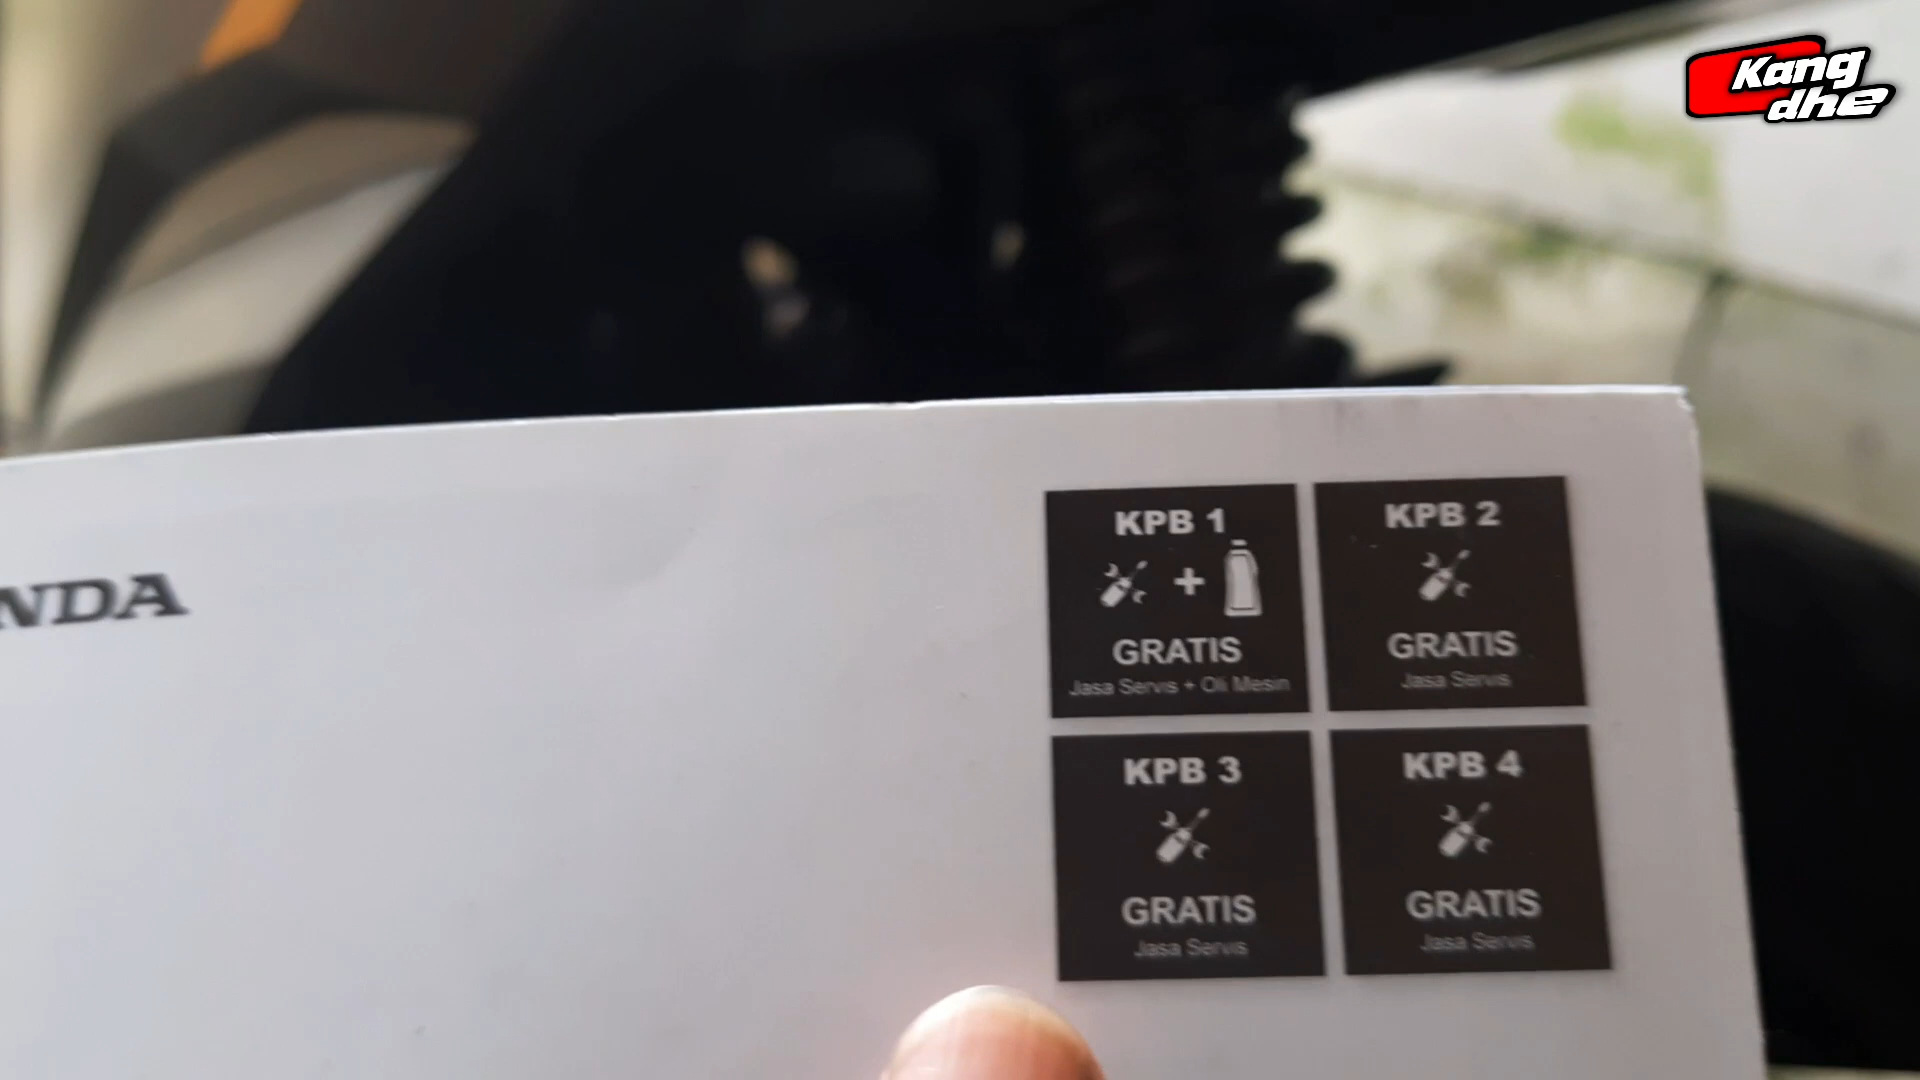 Kang
dhe
NDA
KPB 1
+
GRATIS
Jasa Servis + Oli Mesin
KPB 2
GRATIS
Jasa Servis
KPB 3
GRATIS
Jasa Servis
KPB 4
GRATIS
Jasa Servis